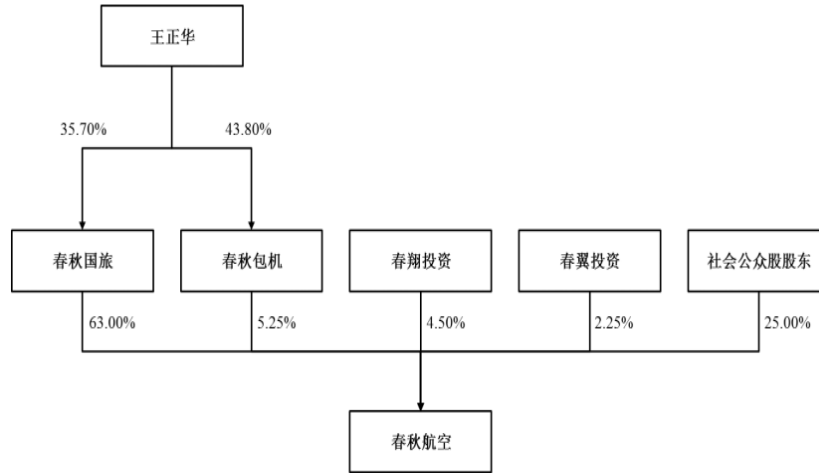 王正华
35.70%
43.80%
春秋国旅
春秋包机
春翔投资
春翼投资
社会公众股股东
63.00%
5.25%
4.50%
2.25%
25.00%
春秋航空